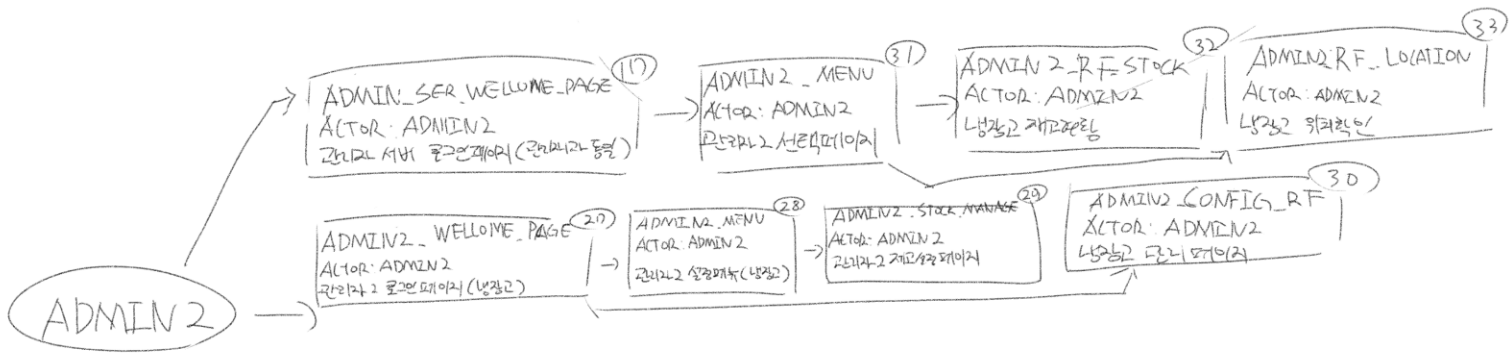 17
ADMIN_SER_WELLOME_PAGE
ACTOR: ADMIN2
관리자 서버 로그인페이지 (관리자와 동일)
31
ADMIN2_MENU
ACTOR: ADMIN2
관리자2 선택페이지
32
ADMIN2_RF_STOCK
ACTOR: ADMIN2
냉장고 재고현황
33
ADMIN2_RF_LOCATION
ACTOR: ADMIN2
냉장고 위치확인
27
ADMIN2_WELLOME_PAGE
ACTOR: ADMIN2
관리자2 로그인페이지 (냉장고)
28
ADMIN2_MENU
ACTOR: ADMIN2
관리자2 설정메뉴 (냉장고)
29
ADMIN2_STOCK_MANAGE
ACTOR: ADMIN2
관리자2 재고설정페이지
30
ADMIN2_CONFIG_RF
ACTOR: ADMIN2
냉장고 관리페이지
ADMIN2